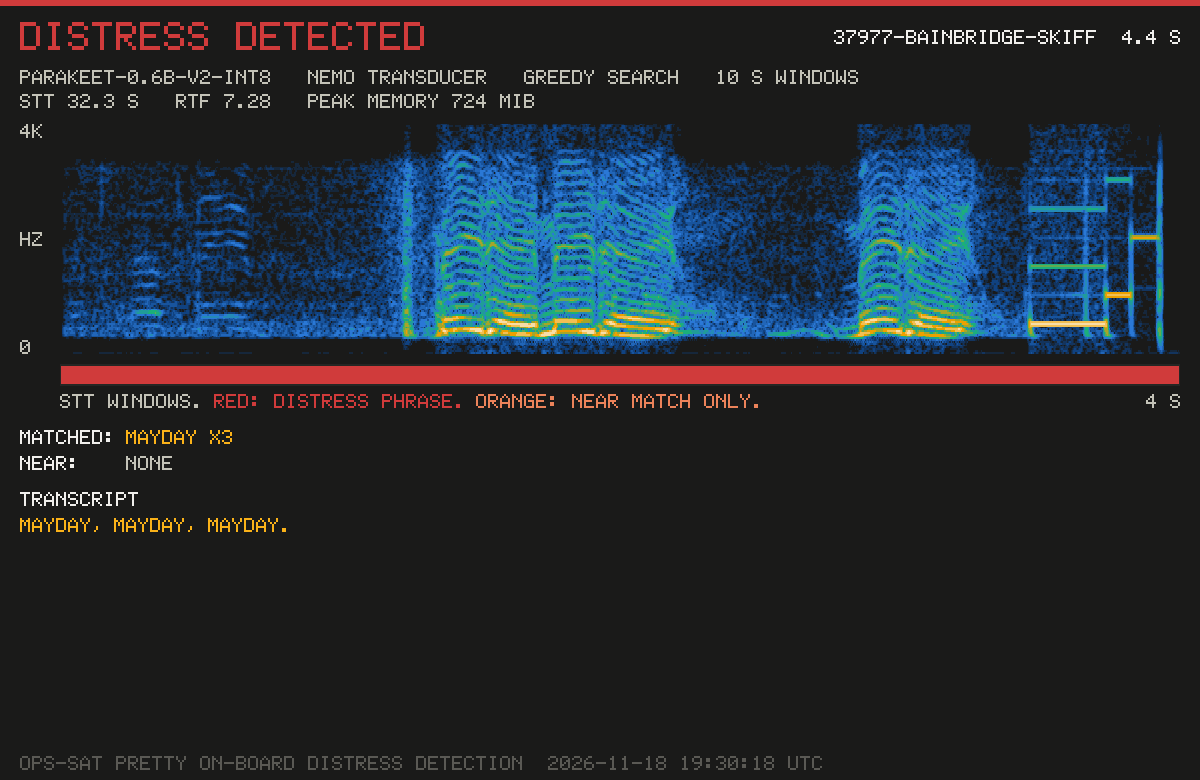 DISTRESS DETECTED
37977-BAINBRIDGE-SKIFF 4.4 S
PARAKEET-0.6B-V2-INT8 NEMO TRANSDUCER GREEDY SEARCH 10 S WINDOWS
STT 32.3 S RTF 7.28 PEAK MEMORY 724 MIB
4K
HZ
0
STT WINDOWS. RED: DISTRESS PHRASE. ORANGE: NEAR MATCH ONLY.
4 S
MATCHED: MAYDAY X3
NEAR: NONE
TRANSCRIPT
MAYDAY, MAYDAY, MAYDAY.
OPS-SAT PRETTY ON-BOARD DISTRESS DETECTION 2026-11-18 19:30:18 UTC